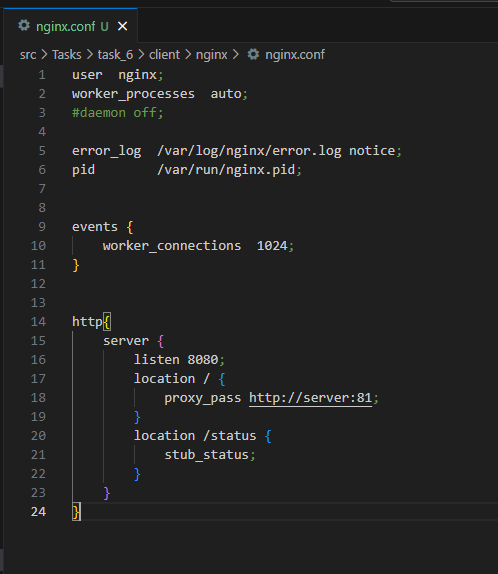 nginx.conf U
src > Tasks > task_6 > client > nginx > nginx.conf
1 user  nginx;
2 worker_processes  auto;
3 #daemon off;
4
5 error_log  /var/log/nginx/error.log notice;
6 pid        /var/run/nginx.pid;
7
8
9 events {
10     worker_connections  1024;
11 }
12
13
14 http{
15     server {
16         listen 8080;
17         location / {
18             proxy_pass http://server:81;
19         }
20         location /status {
21             stub_status;
22         }
23     }
24 }